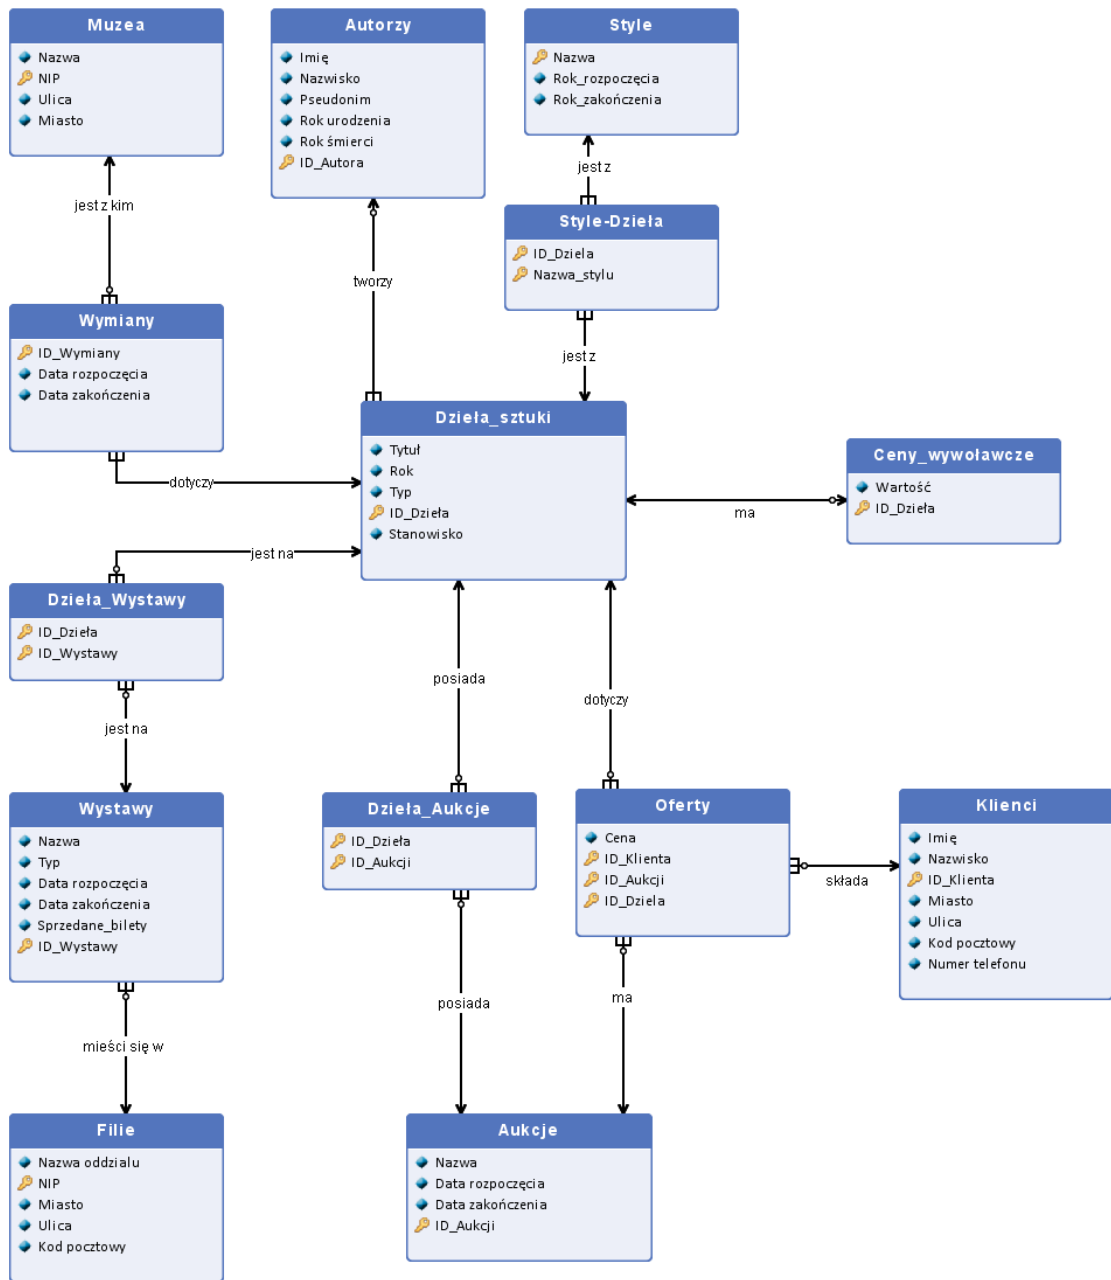 Muzea
Nazwa
NIP
Ulica
Miasto
Autorzy
Imię
Nazwisko
Pseudonim
Rok urodzenia
Rok śmierci
ID_Autora
Style
Nazwa
Rok_rozpoczęcia
Rok_zakończenia
jest z kim
tworzy
jest z
Style-Dzieła
ID_Dziela
Nazwa_stylu
jest z
Wymiany
ID_Wymiany
Data rozpoczęcia
Data zakończenia
dotyczy
Dzieła_sztuki
Tytuł
Rok
Typ
ID_Dzieła
Stanowisko
ma
Ceny_wywoławcze
Wartość
ID_Dzieła
jest na
Dzieła_Wystawy
ID_Dzieła
ID_Wystawy
jest na
posiada
dotyczy
Wystawy
Nazwa
Typ
Data rozpoczęcia
Data zakończenia
Sprzedane_bilety
ID_Wystawy
Dzieła_Aukcje
ID_Dzieła
ID_Aukcji
Oferty
Cena
ID_Klienta
ID_Aukcji
ID_Dziela
składa
Klienci
Imię
Nazwisko
ID_Klienta
Miasto
Ulica
Kod pocztowy
Numer telefonu
mieści się w
posiada
ma
Filie
Nazwa oddzialu
NIP
Miasto
Ulica
Kod pocztowy
Aukcje
Nazwa
Data rozpoczęcia
Data zakończenia
ID_Aukcji